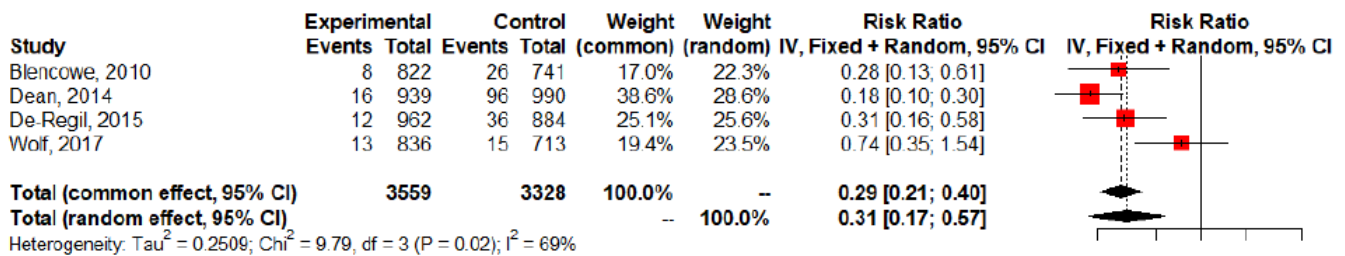 Experimental Control Weight Weight Risk Ratio Risk Ratio
Study Events Total Events Total (common) (random) IV, Fixed + Random, 95% CI IV, Fixed + Random, 95% CI
Blencowe, 2010 8 822 26 741 17.0% 22.3% 0.28 [0.13; 0.61]
Dean, 2014 16 939 96 990 38.6% 28.6% 0.18 [0.10; 0.30]
De-Regil, 2015 12 962 36 884 25.1% 25.6% 0.31 [0.16; 0.58]
Wolf, 2017 13 836 15 713 19.4% 23.5% 0.74 [0.35; 1.54]
Total (common effect, 95% CI) 3559 3328 100.0% -- 0.29 [0.21; 0.40]
Total (random effect, 95% CI) -- 100.0% 0.31 [0.17; 0.57]
Heterogeneity: Tau² = 0.2509; Chi² = 9.79, df = 3 (P = 0.02); I² = 69%